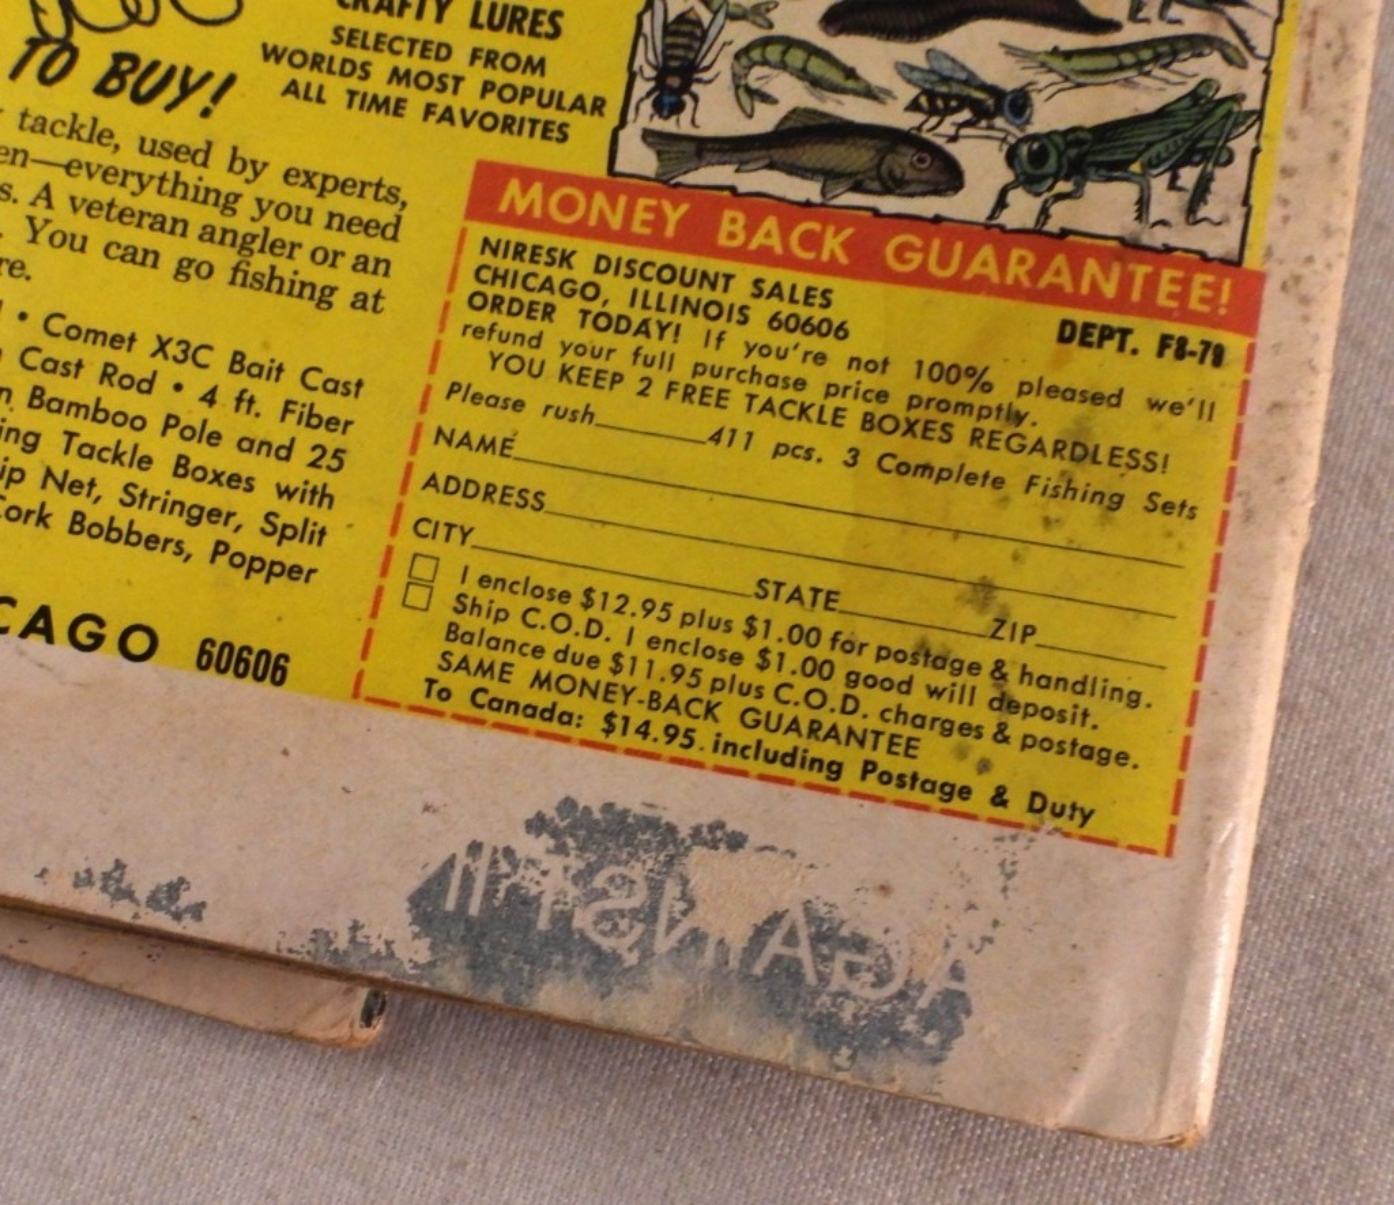 CRAFTY LURES
SELECTED FROM
WORLDS MOST POPULAR
ALL TIME FAVORITES
TO BUY!
tackle, used by experts,
en—everything you need
s. A veteran angler or an
. You can go fishing at
re.
• Comet X3C Bait Cast
Cast Rod • 4 ft. Fiber
n Bamboo Pole and 25
ing Tackle Boxes with
ip Net, Stringer, Split
Cork Bobbers, Popper
CAGO 60606
MONEY BACK GUARANTEE!
NIRESK DISCOUNT SALES
CHICAGO, ILLINOIS 60606 DEPT. F8-79
ORDER TODAY! If you're not 100% pleased we'll
refund your full purchase price promptly.
YOU KEEP 2 FREE TACKLE BOXES REGARDLESS!
Please rush_______411 pcs. 3 Complete Fishing Sets
NAME
ADDRESS
CITY STATE ZIP
I enclose $12.95 plus $1.00 for postage & handling.
Ship C.O.D. I enclose $1.00 good will deposit.
Balance due $11.95 plus C.O.D. charges & postage.
SAME MONEY-BACK GUARANTEE
To Canada: $14.95 including Postage & Duty
AGAINST